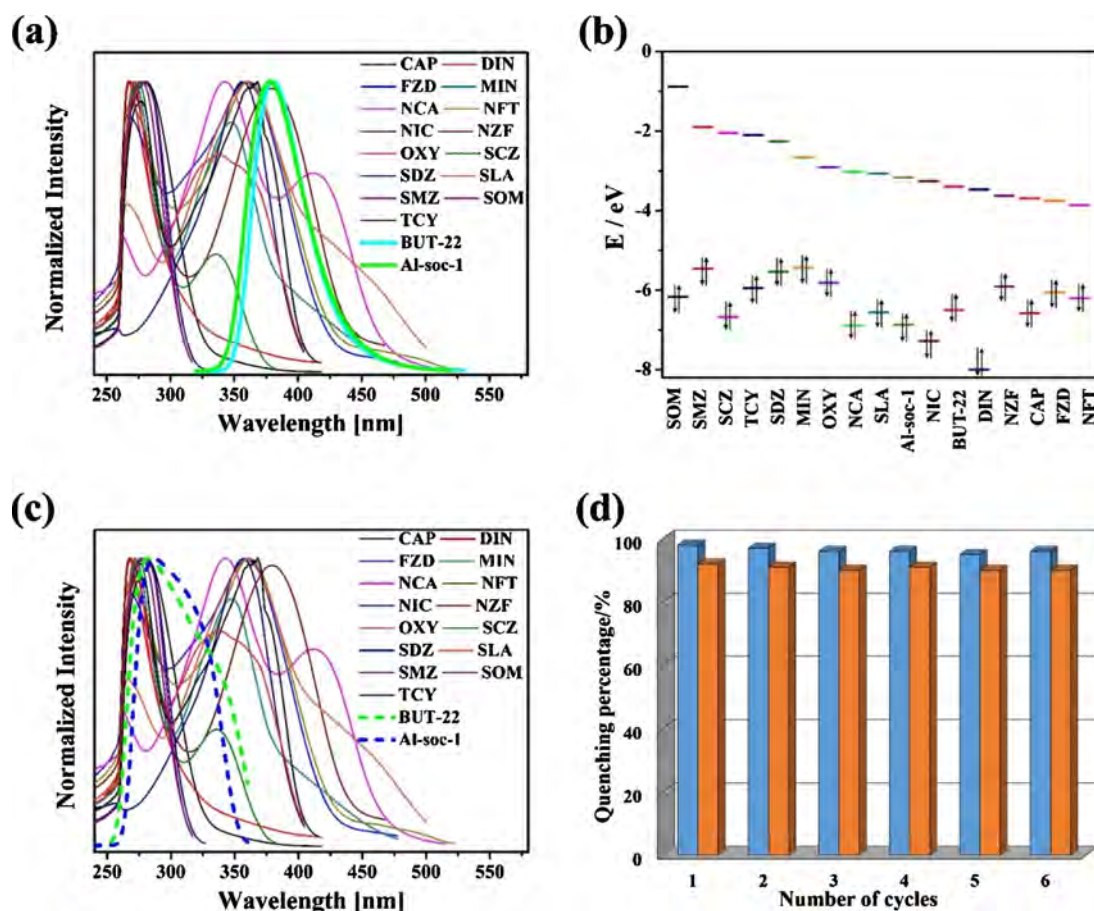 (a)
Normalized Intensity
CAP DIN
FZD MIN
NCA NFT
NIC NZF
OXY SCZ
SDZ SLA
SMZ SOM
TCY
BUT-22
Al-soc-1
250 300 350 400 450 500 550
Wavelength [nm]
(b)
E / eV
0
-2
-4
-6
-8
SOM
SMZ
SCZ
TCY
SDZ
MIN
OXY
NCA
SLA
Al-soc-1
NIC
BUT-22
DIN
NZF
CAP
FZD
NFT
(c)
Normalized Intensity
CAP DIN
FZD MIN
NCA NFT
NIC NZF
OXY SCZ
SDZ SLA
SMZ SOM
TCY
BUT-22
Al-soc-1
250 300 350 400 450 500 550
Wavelength [nm]
(d)
Quenching percentage/%
100
80
60
40
20
0
1 2 3 4 5 6
Number of cycles